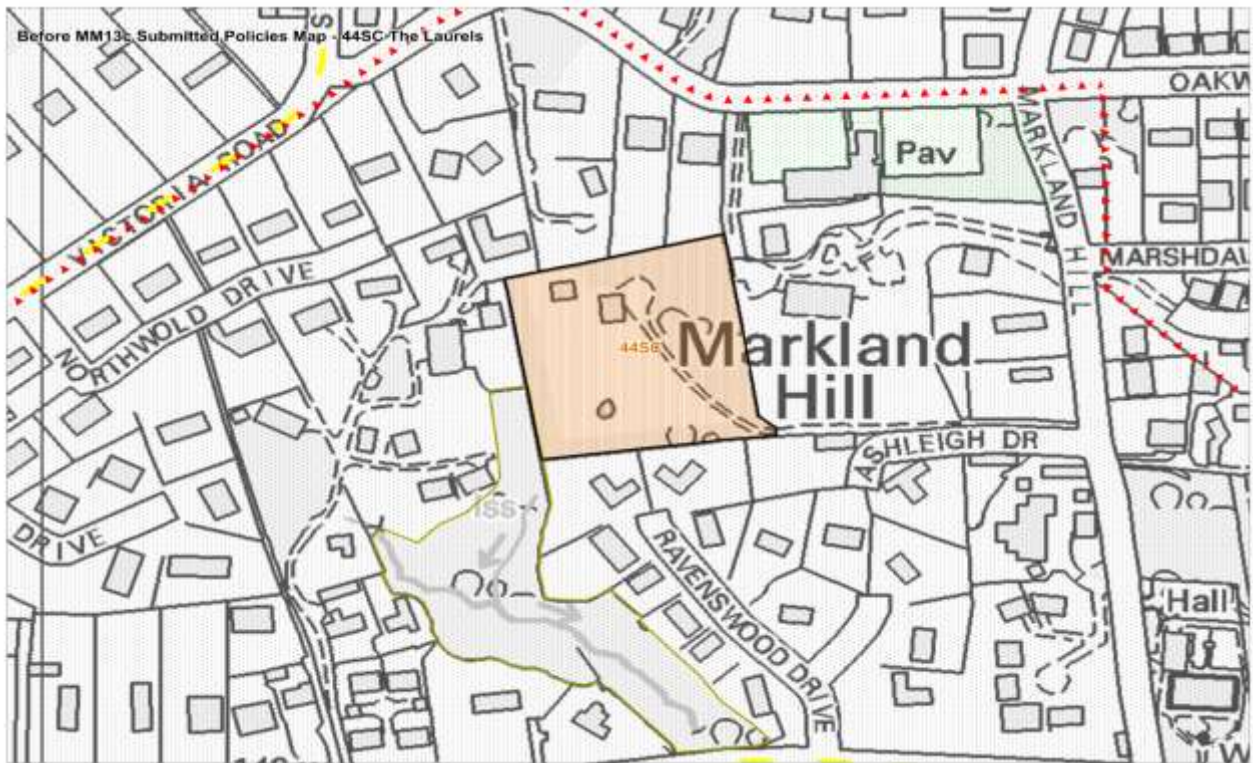 Before MM13c Submitted Policies Map - 44SC The Laurels
OAKW
VICTORIA ROAD
MARKLAND HILL
Pav
NORTHWOLD DRIVE
MARSHDAL
44SC
Markland
Hill
ASHLEIGH DR
DRIVE
RAVENSWOOD DRIVE
Hall
W